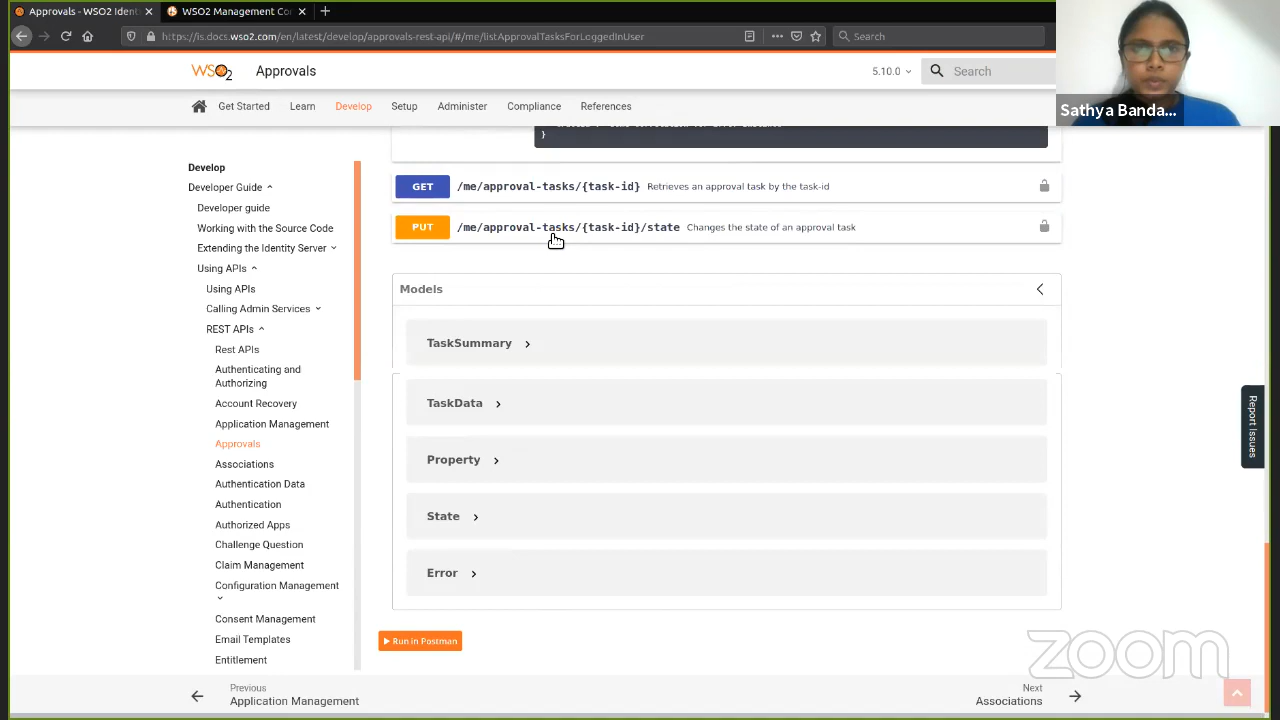 Approvals - WSO2 Ident
WSO2 Management Co
https://is.docs.wso2.com/en/latest/develop/approvals-rest-api/#/me/listApprovalTasksForLoggedInUser
Search
Sathya Banda...
WSO2
Approvals
5.10.0
Search
Get Started
Learn
Develop
Setup
Administer
Compliance
References
}
Develop
Developer Guide
Developer guide
Working with the Source Code
Extending the Identity Server
Using APIs
Using APIs
Calling Admin Services
REST APIs
Rest APIs
Authenticating and
Authorizing
Account Recovery
Application Management
Approvals
Associations
Authentication Data
Authentication
Authorized Apps
Challenge Question
Claim Management
Configuration Management
Consent Management
Email Templates
Entitlement
GET /me/approval-tasks/{task-id} Retrieves an approval task by the task-id
PUT /me/approval-tasks/{task-id}/state Changes the state of an approval task
Models
TaskSummary
TaskData
Property
State
Error
Run in Postman
Report Issues
zoom
Previous
Application Management
Next
Associations